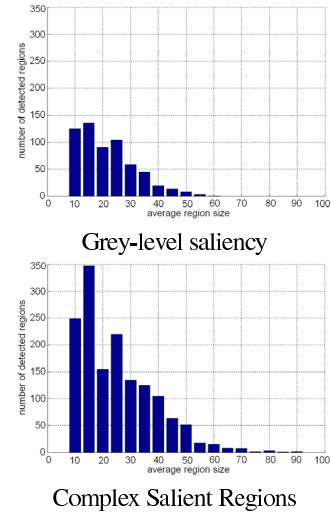 350
300
250
200
150
100
50
0 10 20 30 40 50 60 70 80 90 100
number of detected regions
average region size
Grey-level saliency
350
300
250
200
150
100
50
0 10 20 30 40 50 60 70 80 90 100
number of detected regions
average region size
Complex Salient Regions